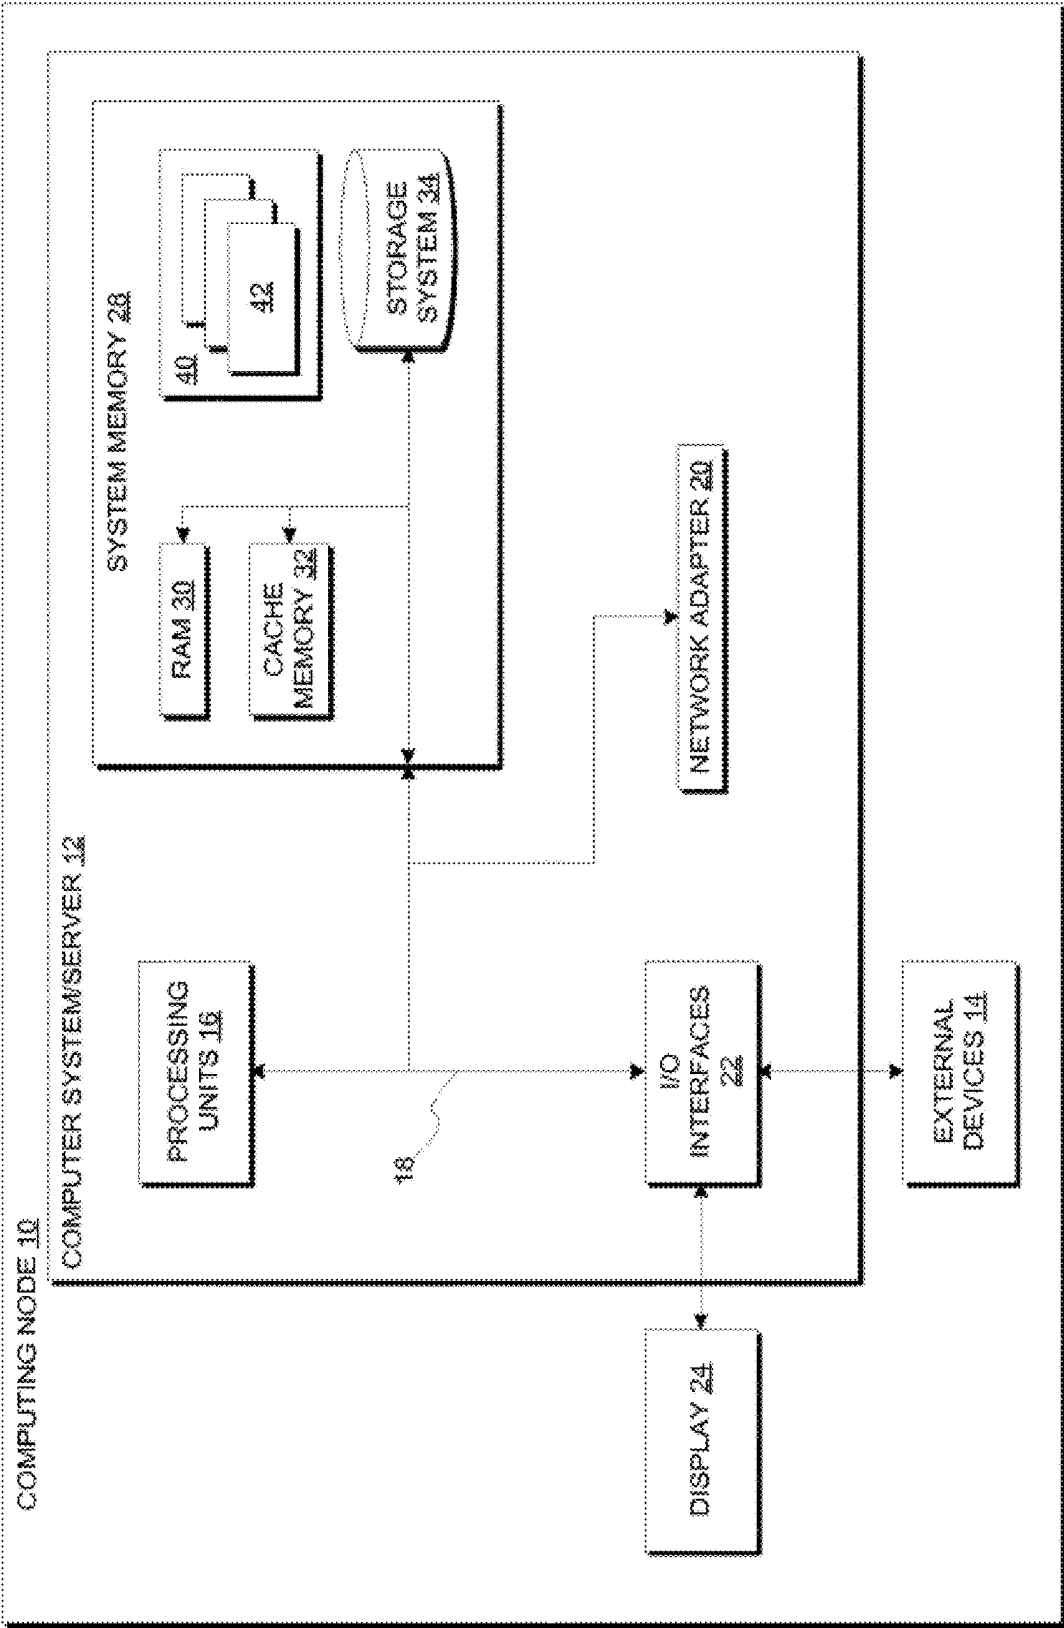 COMPUTING NODE 10
COMPUTER SYSTEM/SERVER 12
SYSTEM MEMORY 28
PROCESSING
UNITS 16
RAM 30
CACHE
MEMORY 32
40
42
STORAGE
SYSTEM 34
18
DISPLAY 24
I/O
INTERFACES
22
NETWORK ADAPTER 20
EXTERNAL
DEVICES 14